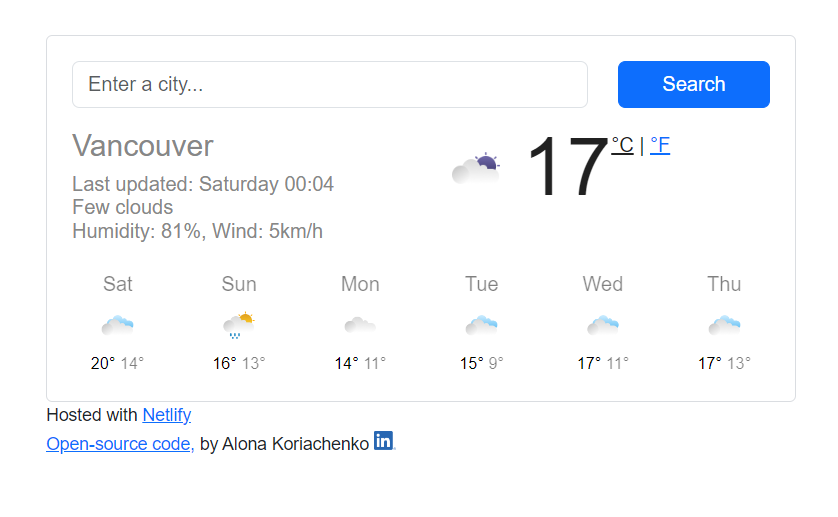 Enter a city...
Search
Vancouver
17 °C | °F
Last updated: Saturday 00:04
Few clouds
Humidity: 81%, Wind: 5km/h
Sat Sun Mon Tue Wed Thu
20° 14° 16° 13° 14° 11° 15° 9° 17° 11° 17° 13°
Hosted with Netlify
Open-source code, by Alona Koriachenko in